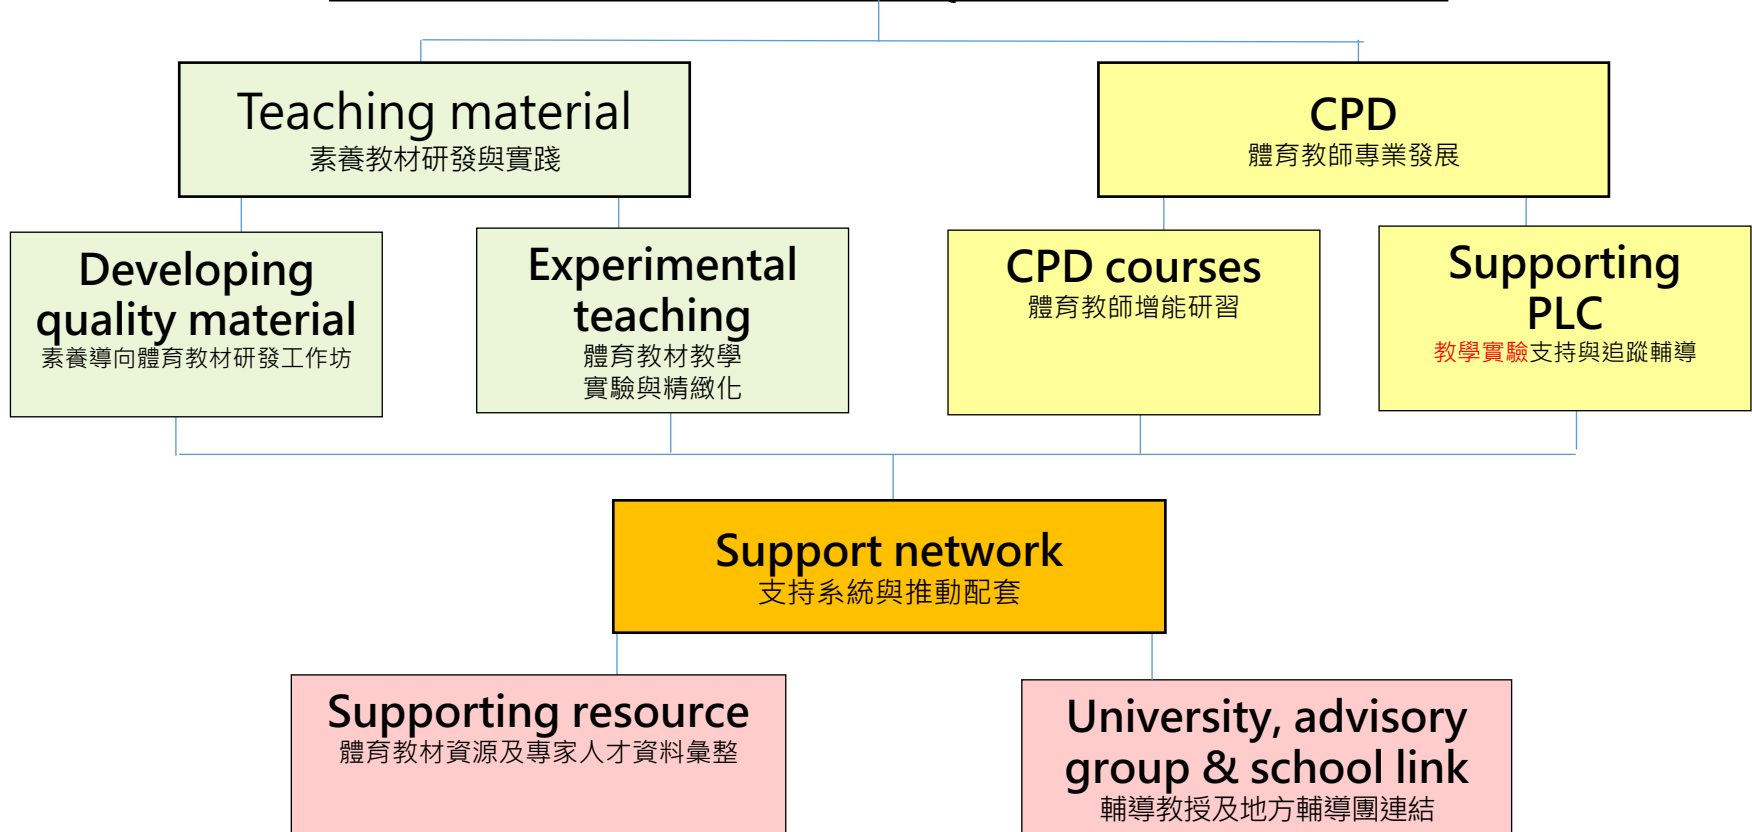 Teaching material
素養教材研發與實踐
CPD
體育教師專業發展
Developing
quality material
素養導向體育教材研發工作坊
Experimental
teaching
體育教材教學
實驗與精緻化
CPD courses
體育教師增能研習
Supporting
PLC
教學實驗支持與追蹤輔導
Support network
支持系統與推動配套
Supporting resource
體育教材資源及專家人才資料彙整
University, advisory
group & school link
輔導教授及地方輔導團連結